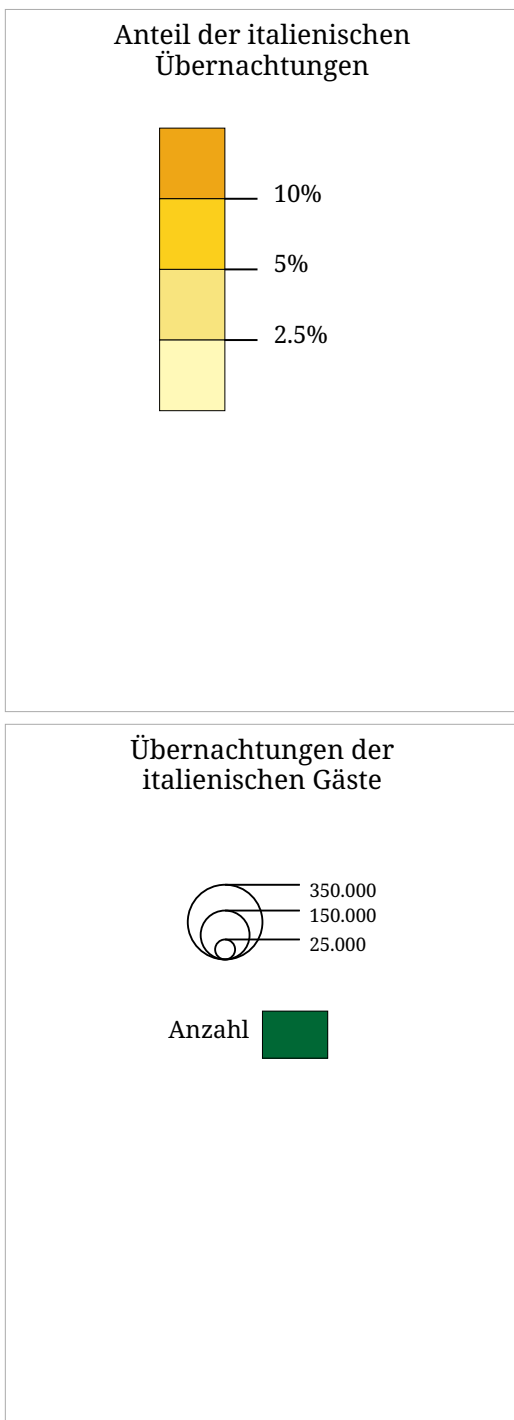 Anteil der italienischen
Übernachtungen
10%
5%
2.5%
Übernachtungen der
italienischen Gäste
350.000
150.000
25.000
Anzahl